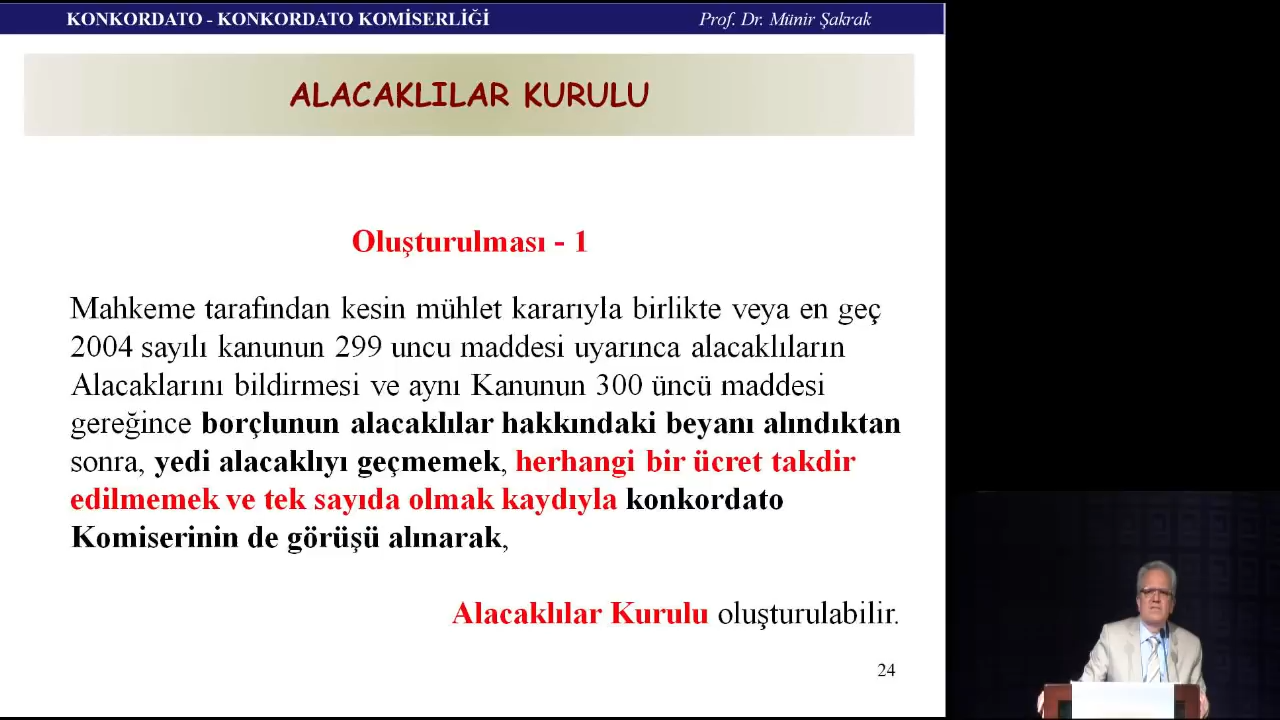 KONKORDATO - KONKORDATO KOMİSERLİĞİ
Prof. Dr. Münir Şakrak
ALACAKLILAR KURULU
Oluşturulması - 1
Mahkeme tarafından kesin mühlet kararıyla birlikte veya en geç
2004 sayılı kanunun 299 uncu maddesi uyarınca alacaklıların
Alacaklarını bildirmesi ve aynı Kanunun 300 üncü maddesi
gereğince borçlunun alacaklılar hakkındaki beyanı alındıktan
sonra, yedi alacaklıyı geçmemek, herhangi bir ücret takdir
edilmemek ve tek sayıda olmak kaydıyla konkordato
Komiserinin de görüşü alınarak,
Alacaklılar Kurulu oluşturulabilir.
24